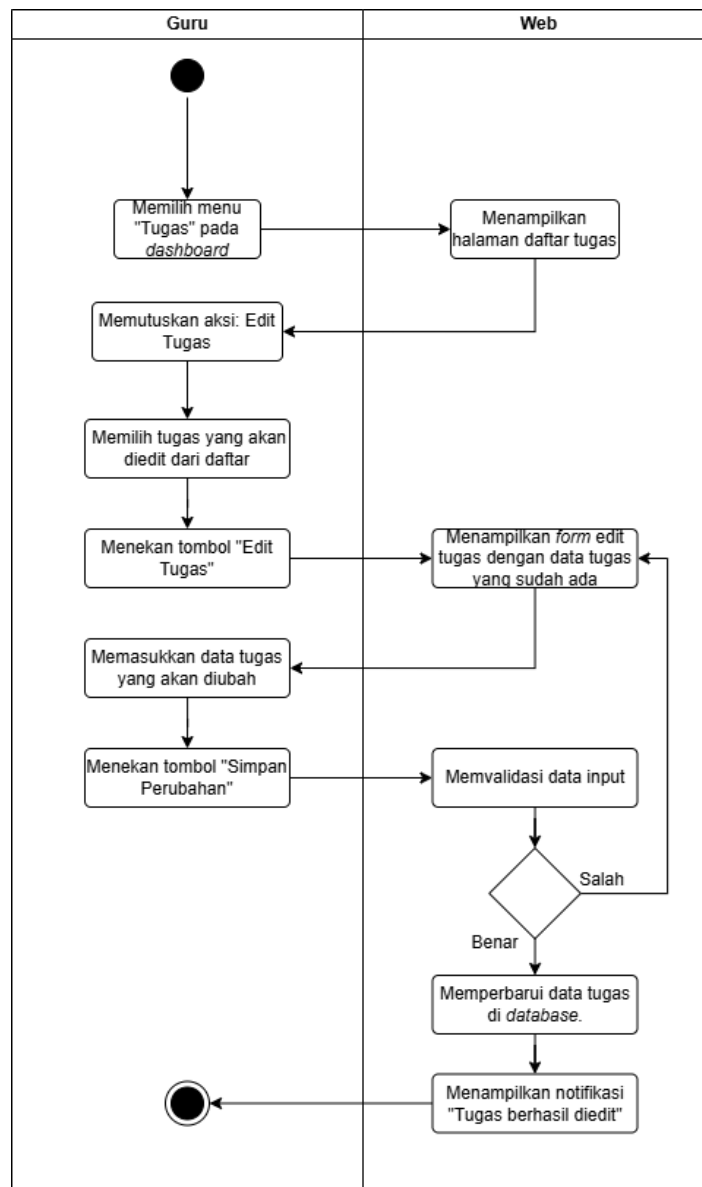 Guru
Web
Memilih menu
"Tugas" pada
dashboard
Menampilkan
halaman daftar tugas
Memutuskan aksi: Edit
Tugas
Memilih tugas yang akan
diedit dari daftar
Menekan tombol "Edit
Tugas"
Menampilkan form edit
tugas dengan data tugas
yang sudah ada
Memasukkan data tugas
yang akan diubah
Menekan tombol "Simpan
Perubahan"
Memvalidasi data input
Salah
Benar
Memperbarui data tugas
di database.
Menampilkan notifikasi
"Tugas berhasil diedit"